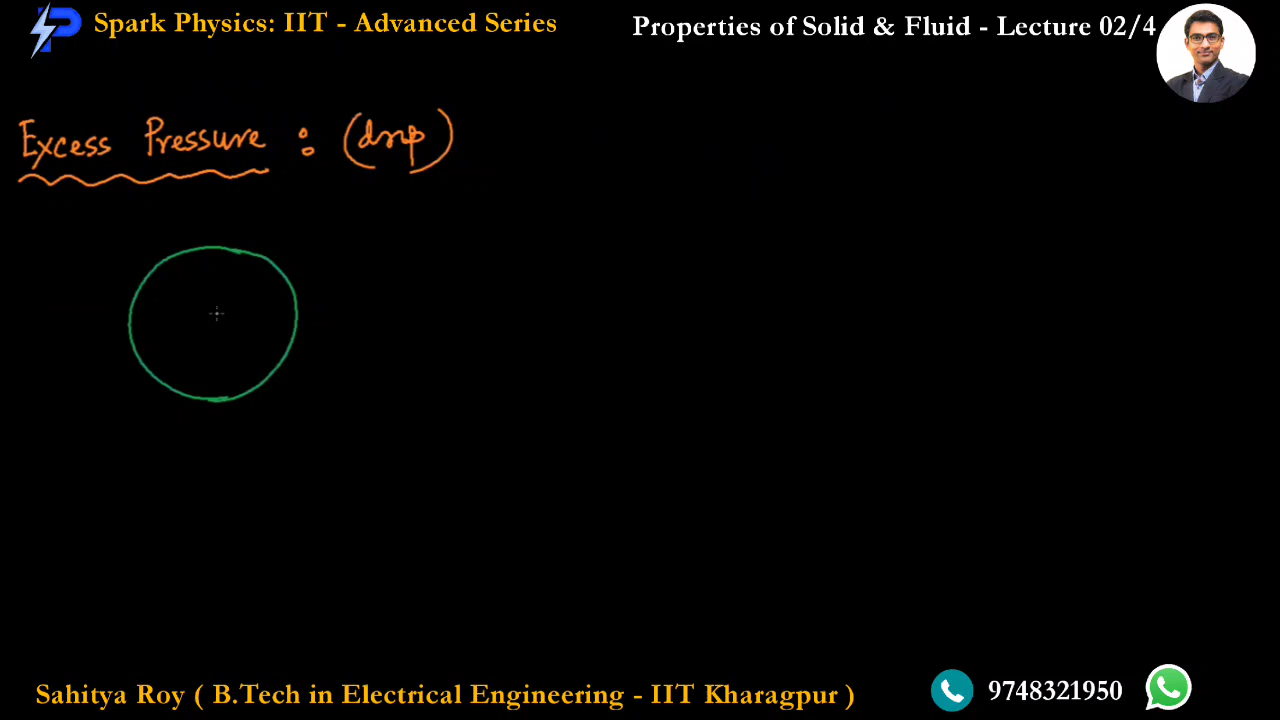 Spark Physics: IIT - Advanced Series
Properties of Solid & Fluid - Lecture 02/4
Excess Pressure : (drop)
Sahitya Roy ( B.Tech in Electrical Engineering - IIT Kharagpur )
9748321950